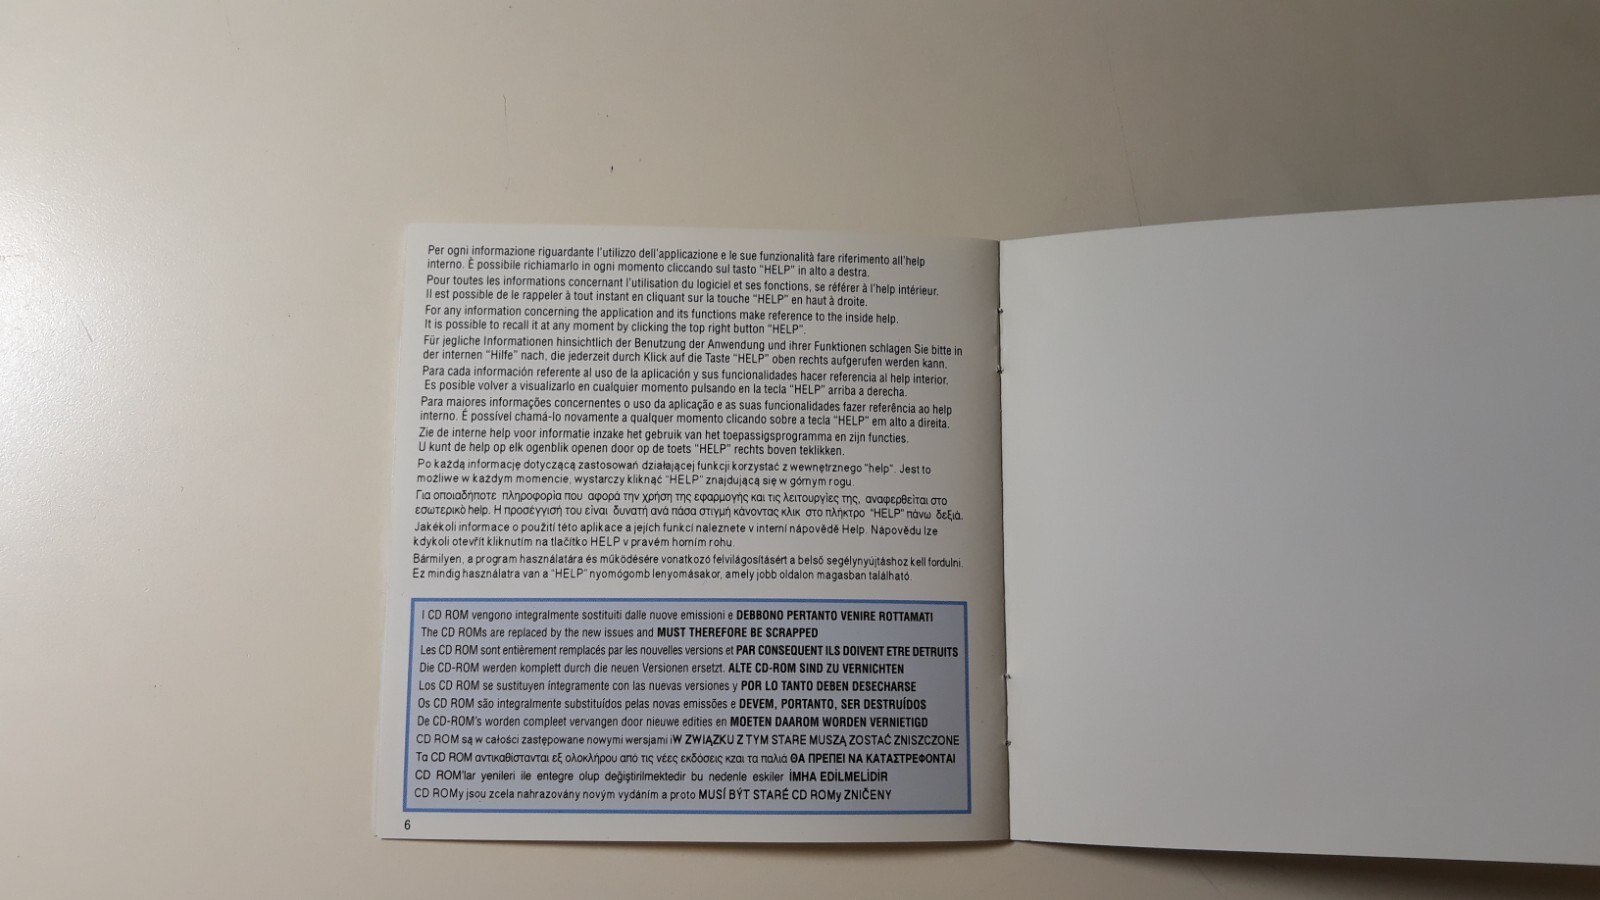 Per ogni informazione riguardante l'utilizzo dell'applicazione e le sue funzionalità fare riferimento all'help
interno. È possibile richiamarlo in ogni momento cliccando sul tasto "HELP" in alto a destra.
Pour toutes les informations concernant l'utilisation du logiciel et ses fonctions, se référer à l'help intérieur.
Il est possible de le rappeler à tout instant en cliquant sur la touche "HELP" en haut à droite.
For any information concerning the application and its functions make reference to the inside help.
It is possible to recall it at any moment by clicking the top right button "HELP".
Für jegliche Informationen hinsichtlich der Benutzung der Anwendung und ihrer Funktionen schlagen Sie bitte in
der internen "Hilfe" nach, die jederzeit durch Klick auf die Taste "HELP" oben rechts aufgerufen werden kann.
Para cada información referente al uso de la aplicación y sus funcionalidades hacer referencia al help interior.
Es posible volver a visualizarlo en cualquier momento pulsando en la tecla "HELP" arriba a derecha.
Para maiores informações concernentes o uso da aplicação e as suas funcionalidades fazer referência ao help
interno. É possível chamá-lo novamente a qualquer momento clicando sobre a tecla "HELP" em alto a direita.
Zie de interne help voor informatie inzake het gebruik van het toepassigsprogramma en zijn functies.
U kunt de help op elk ogenblik openen door op de toets "HELP" rechts boven teklikken.
Po każdą informację dotyczącą zastosowań działającej funkcji korzystać z wewnętrznego "help". Jest to
możliwe w każdym momencie, wystarczy kliknąć "HELP" znajdującą się w górnym rogu.
Για οποιαδήποτε πληροφορία που αφορά την χρήση της εφαρμογής και τις λειτουργίες της, αναφερθείται στο
εσωτερικό help. Η προσέγγισή του είναι δυνατή ανά πάσα στιγμή κάνοντας κλικ στο πλήκτρο "HELP" πάνω δεξιά.
Jakékoli informace o použití této aplikace a jejích funkcí naleznete v interní nápovědě Help. Nápovědu lze
kdykoli otevřít kliknutím na tlačítko HELP v pravém horním rohu.
Bármilyen, a program használatára és működésére vonatkozó felvilágosításért a belső segélynyújtáshoz kell fordulni.
Ez mindig használatra van a "HELP" nyomógomb lenyomásakor, amely jobb oldalon magasban található.
I CD ROM vengono integralmente sostituiti dalle nuove emissioni e DEBBONO PERTANTO VENIRE ROTTAMATI
The CD ROMs are replaced by the new issues and MUST THEREFORE BE SCRAPPED
Les CD ROM sont entièrement remplacés par les nouvelles versions et PAR CONSEQUENT ILS DOIVENT ETRE DETRUITS
Die CD-ROM werden komplett durch die neuen Versionen ersetzt. ALTE CD-ROM SIND ZU VERNICHTEN
Los CD ROM se sustituyen íntegramente con las nuevas versiones y POR LO TANTO DEBEN DESECHARSE
Os CD ROM são integralmente substituídos pelas novas emissões e DEVEM, PORTANTO, SER DESTRUÍDOS
De CD-ROM's worden compleet vervangen door nieuwe edities en MOETEN DAAROM WORDEN VERNIETIGD
CD ROM są w całości zastępowane nowymi wersjami iW ZWIĄZKU Z TYM STARE MUSZĄ ZOSTAĆ ZNISZCZONE
Τα CD ROM αντικαθίστανται εξ ολοκλήρου από τις νέες εκδόσεις κzαι τα παλιά ΘΑ ΠΡΕΠΕΙ ΝΑ ΚΑΤΑΣΤΡΕΦΟΝΤΑΙ
CD ROM'lar yenileri ile entegre olup değiştirilmektedir bu nedenle eskiler İMHA EDİLMELİDİR
CD ROMy jsou zcela nahrazovány novým vydáním a proto MUSÍ BÝT STARÉ CD ROMy ZNIČENY
6